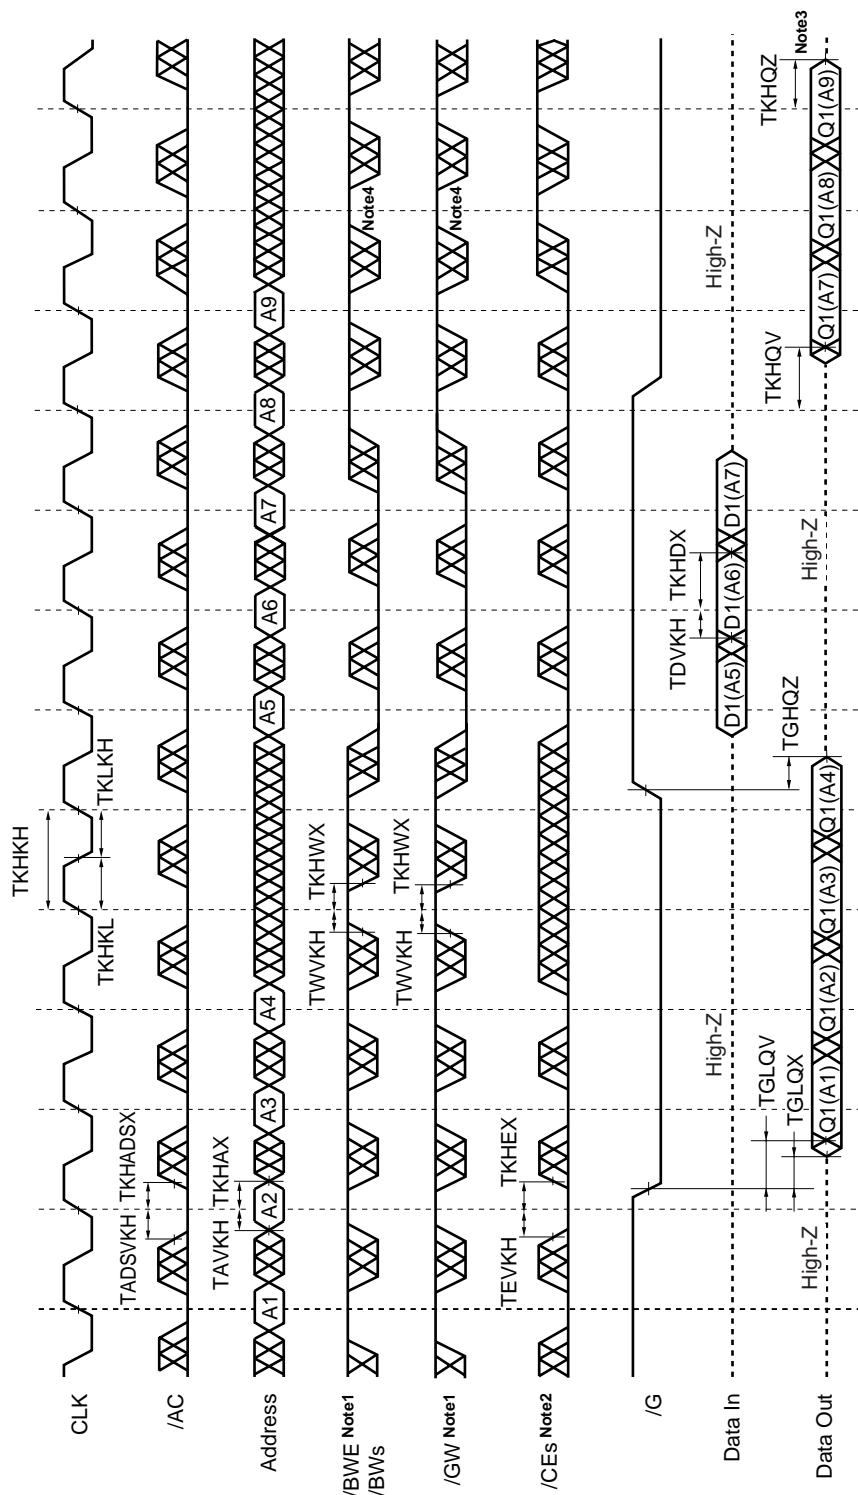 TKHKH
TKHKL
TKLKH
CLK
TADSVKH
TKHADSX
/AC
TAVKH
TKHAX
Address
A1
A2
A3
A4
A5
A6
A7
A8
A9
TWVKH
TKHWX
/BWE Note1
/BWs
Note4
TWVKH
TKHWX
/GW Note1
Note4
TEVKH
TKHEX
/CEs Note2
/G
TDVKH
TKHDX
Data In
High-Z
D1(A5)
D1(A6)
D1(A7)
High-Z
TGLQV
TGLQX
TGHQZ
TKHQV
TKHQZ
Note3
Data Out
High-Z
Q1(A1)
Q1(A2)
Q1(A3)
Q1(A4)
High-Z
Q1(A7)
Q1(A8)
Q1(A9)